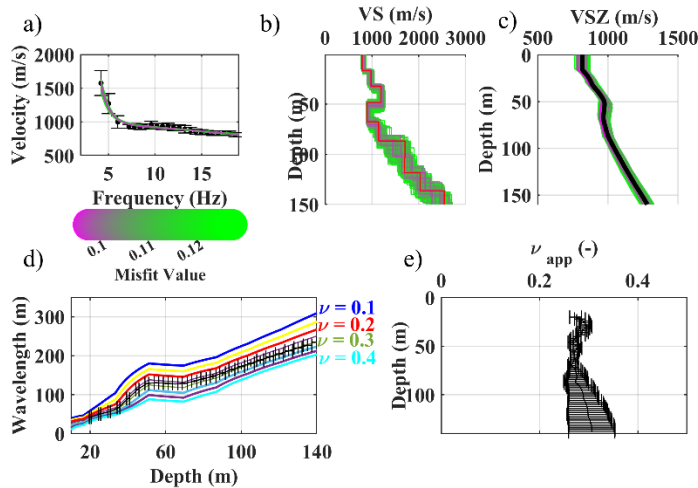 a)
Velocity (m/s)
2000
1500
1000
500
5 10 15
Frequency (Hz)
0.1 0.11 0.12
Misfit Value
b)
VS (m/s)
0 1000 2000 3000
Depth (m)
50
100
150
c)
VSZ (m/s)
500 1000 1500
Depth (m)
0
50
100
150
d)
Wavelength (m)
300
200
100
0
20 60 100 140
Depth (m)
ν = 0.1
ν = 0.2
ν = 0.3
ν = 0.4
e)
ν app (-)
0 0.2 0.4
Depth (m)
0
50
100